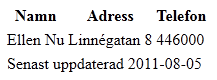 Namn Adress Telefon
Ellen Nu Linnégatan 8 446000
Senast uppdaterad 2011-08-05